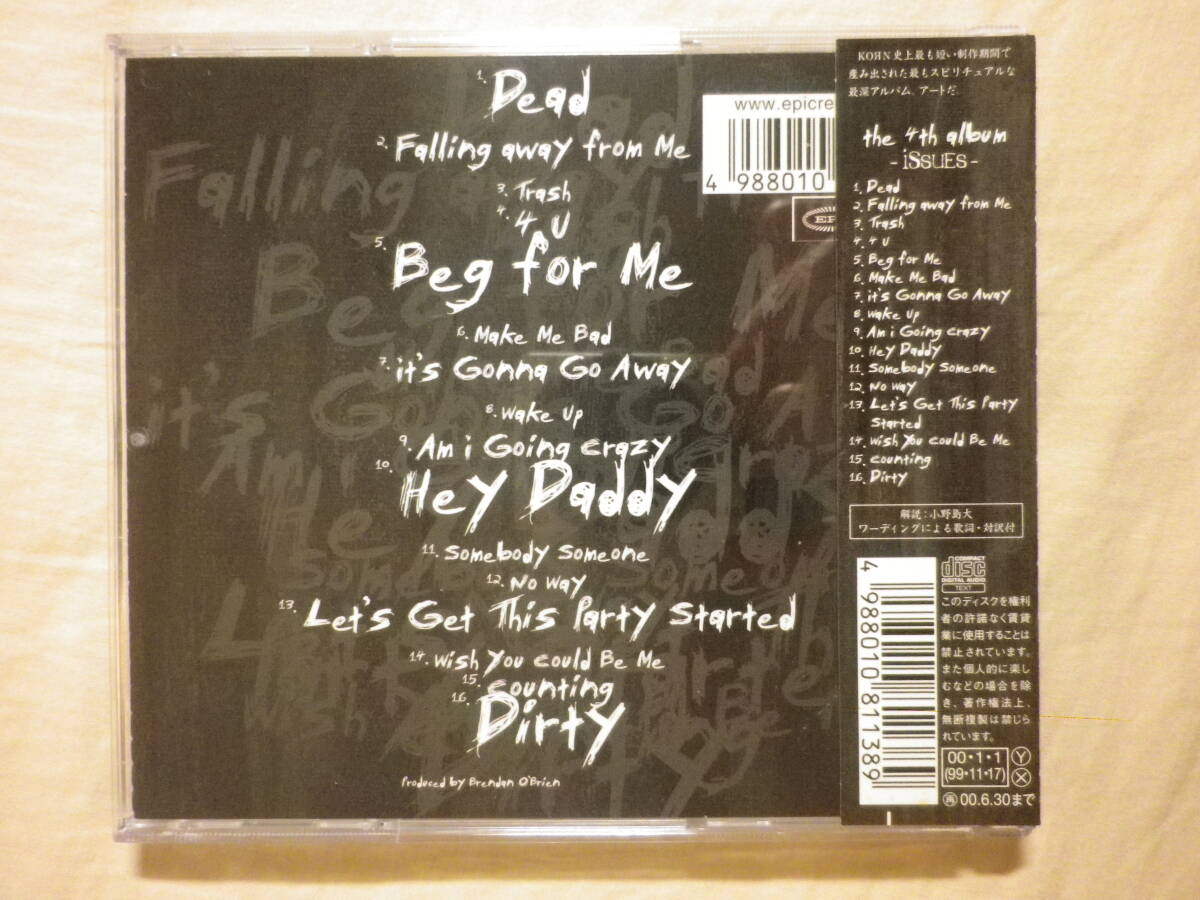 1. Dead
2. Falling away from Me
3. Trash
4. 4 U
5. Beg for Me
6. Make Me Bad
7. it's Gonna Go Away
8. Wake Up
9. Am i Going crazy
10. Hey Daddy
11. Somebody Someone
12. No Way
13. Let's Get This Party Started
14. Wish You could Be Me
15. counting
16. Dirty
Produced by Brendan O'Brien
www.epicre
4 988010
KOЯN史上最も短い制作期間で
産み出された最もスピリチュアルな
最深アルバム、アートだ。
the 4th album
-iSsUEs-
1. Dead
2. Falling away from Me
3. Trash
4. 4 U
5. Beg for Me
6. Make Me Bad
7. it's Gonna Go Away
8. Wake Up
9. Am i Going crazy
10. Hey Daddy
11. Somebody Someone
12. No Way
13. Let's Get This Party
Started
14. Wish You could Be Me
15. counting
16. Dirty
解説：小野島大
ワーディングによる歌詞・対訳付
4 988010 811389
COMPACT
disc
DIGITAL AUDIO
TEXT
このディスクを権利
者の許諾なく賃貸
業に使用することは
禁止されています。
また個人的に楽し
むなどの場合を除
き、著作権法上、
無断複製は禁じら
れています。
00・1・1
(99・11・17)
Ⓨ
Ⓧ
㊢00.6.30まで